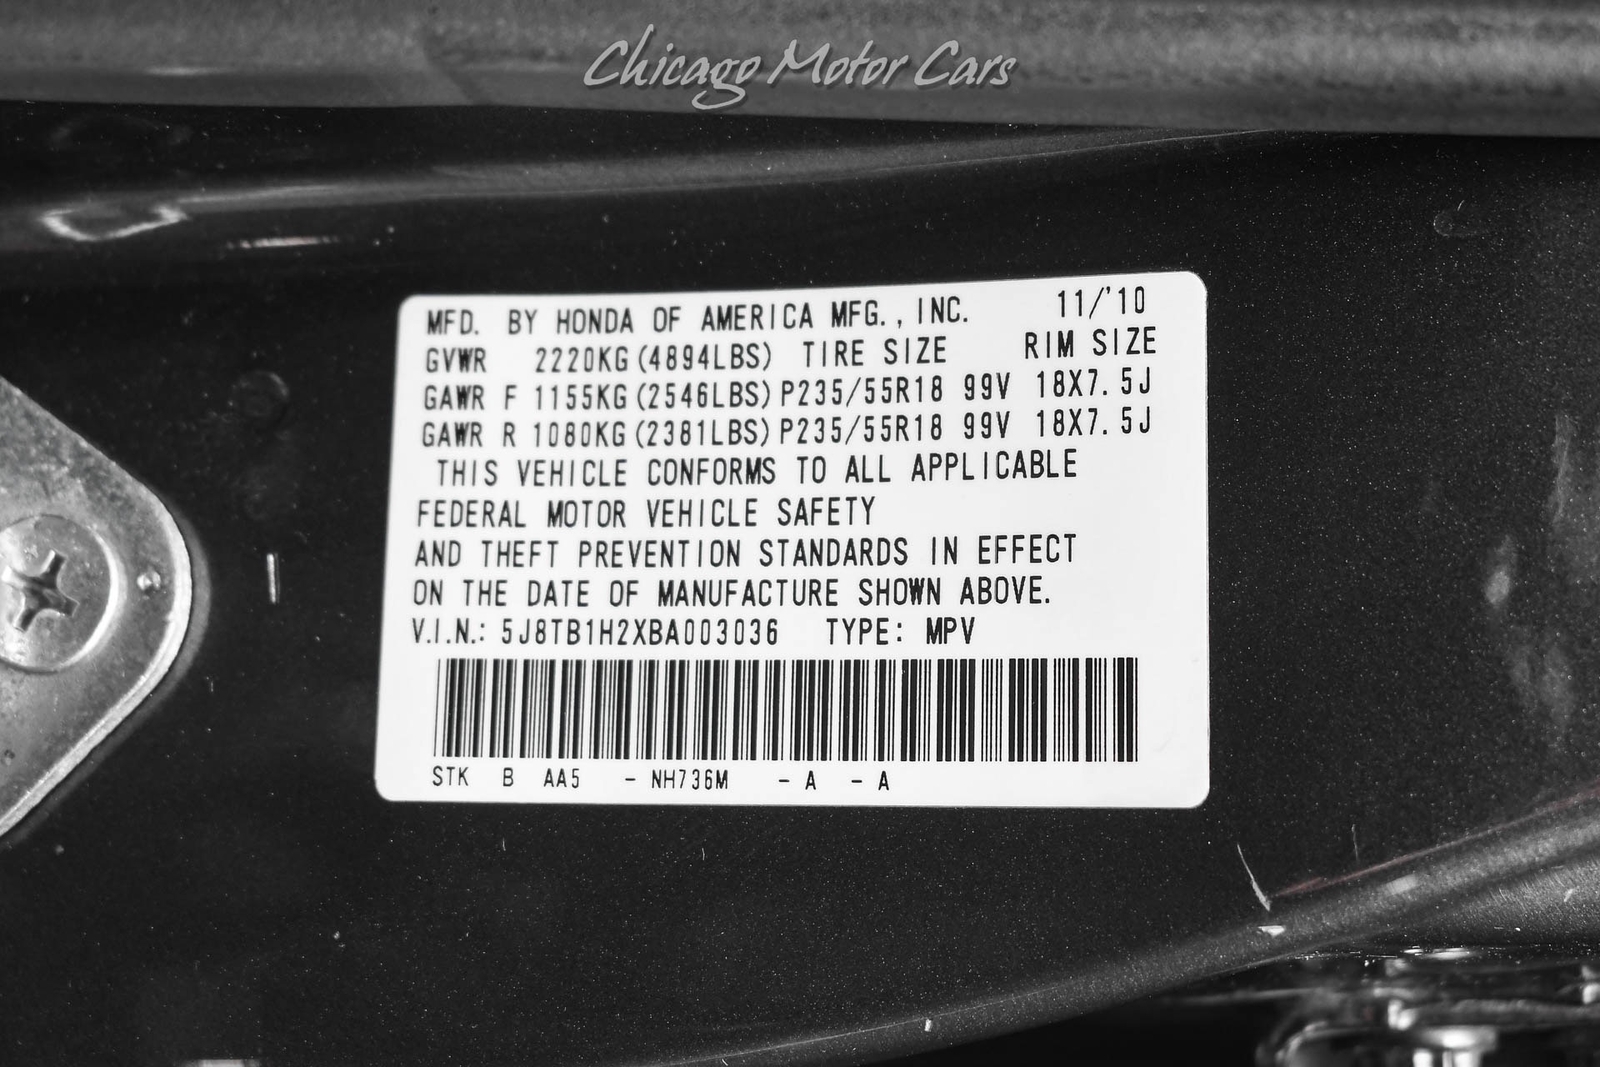 Chicago Motor Cars
MFD. BY HONDA OF AMERICA MFG., INC. 11/'10
GVWR 2220KG(4894LBS) TIRE SIZE RIM SIZE
GAWR F 1155KG(2546LBS)P235/55R18 99V 18X7.5J
GAWR R 1080KG(2381LBS)P235/55R18 99V 18X7.5J
THIS VEHICLE CONFORMS TO ALL APPLICABLE
FEDERAL MOTOR VEHICLE SAFETY
AND THEFT PREVENTION STANDARDS IN EFFECT
ON THE DATE OF MANUFACTURE SHOWN ABOVE.
V.I.N.: 5J8TB1H2XBA003036 TYPE: MPV
STK B AA5 - NH736M - A - A